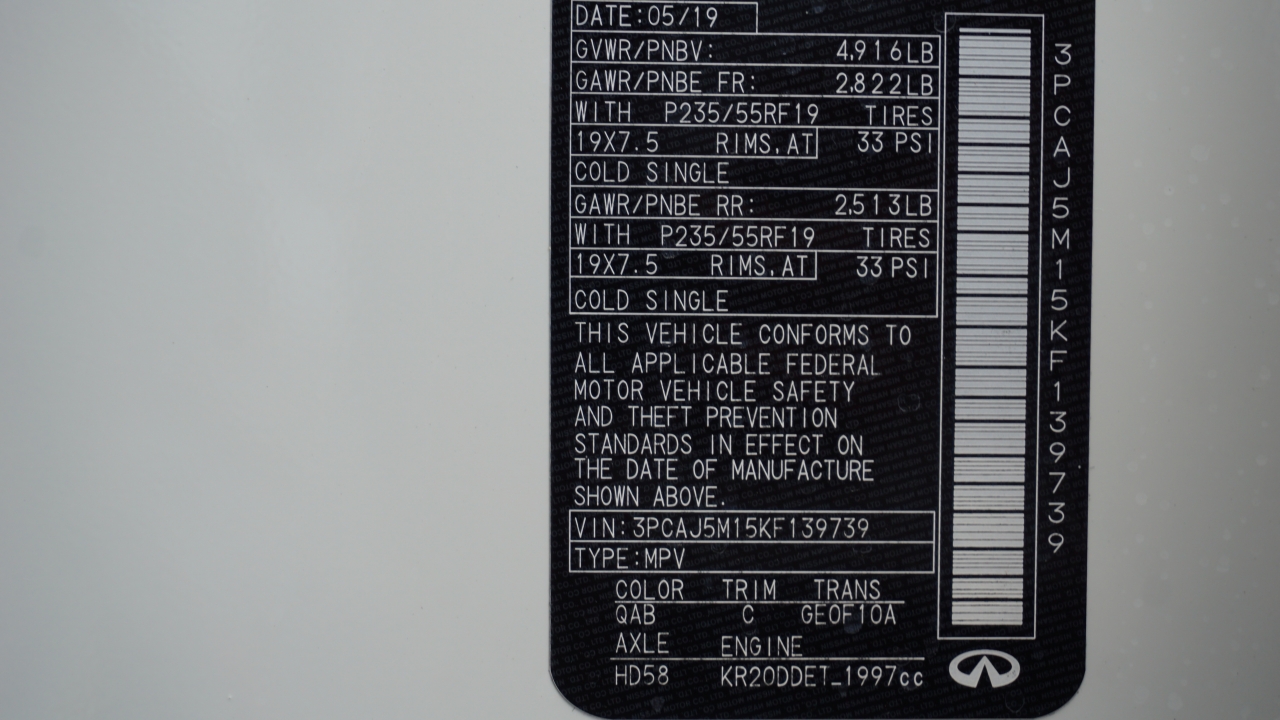 DATE:05/19
GVWR/PNBV: 4,916LB
GAWR/PNBE FR: 2,822LB
WITH P235/55RF19 TIRES
19X7.5 RIMS,AT 33 PSI
COLD SINGLE
GAWR/PNBE RR: 2,513LB
WITH P235/55RF19 TIRES
19X7.5 RIMS,AT 33 PSI
COLD SINGLE
THIS VEHICLE CONFORMS TO
ALL APPLICABLE FEDERAL
MOTOR VEHICLE SAFETY
AND THEFT PREVENTION
STANDARDS IN EFFECT ON
THE DATE OF MANUFACTURE
SHOWN ABOVE.
VIN:3PCAJ5M15KF139739
TYPE:MPV
COLOR TRIM TRANS
QAB C GE0F10A
AXLE ENGINE
HD58 KR20DDET_1997cc
3PCAJ5M15KF139739